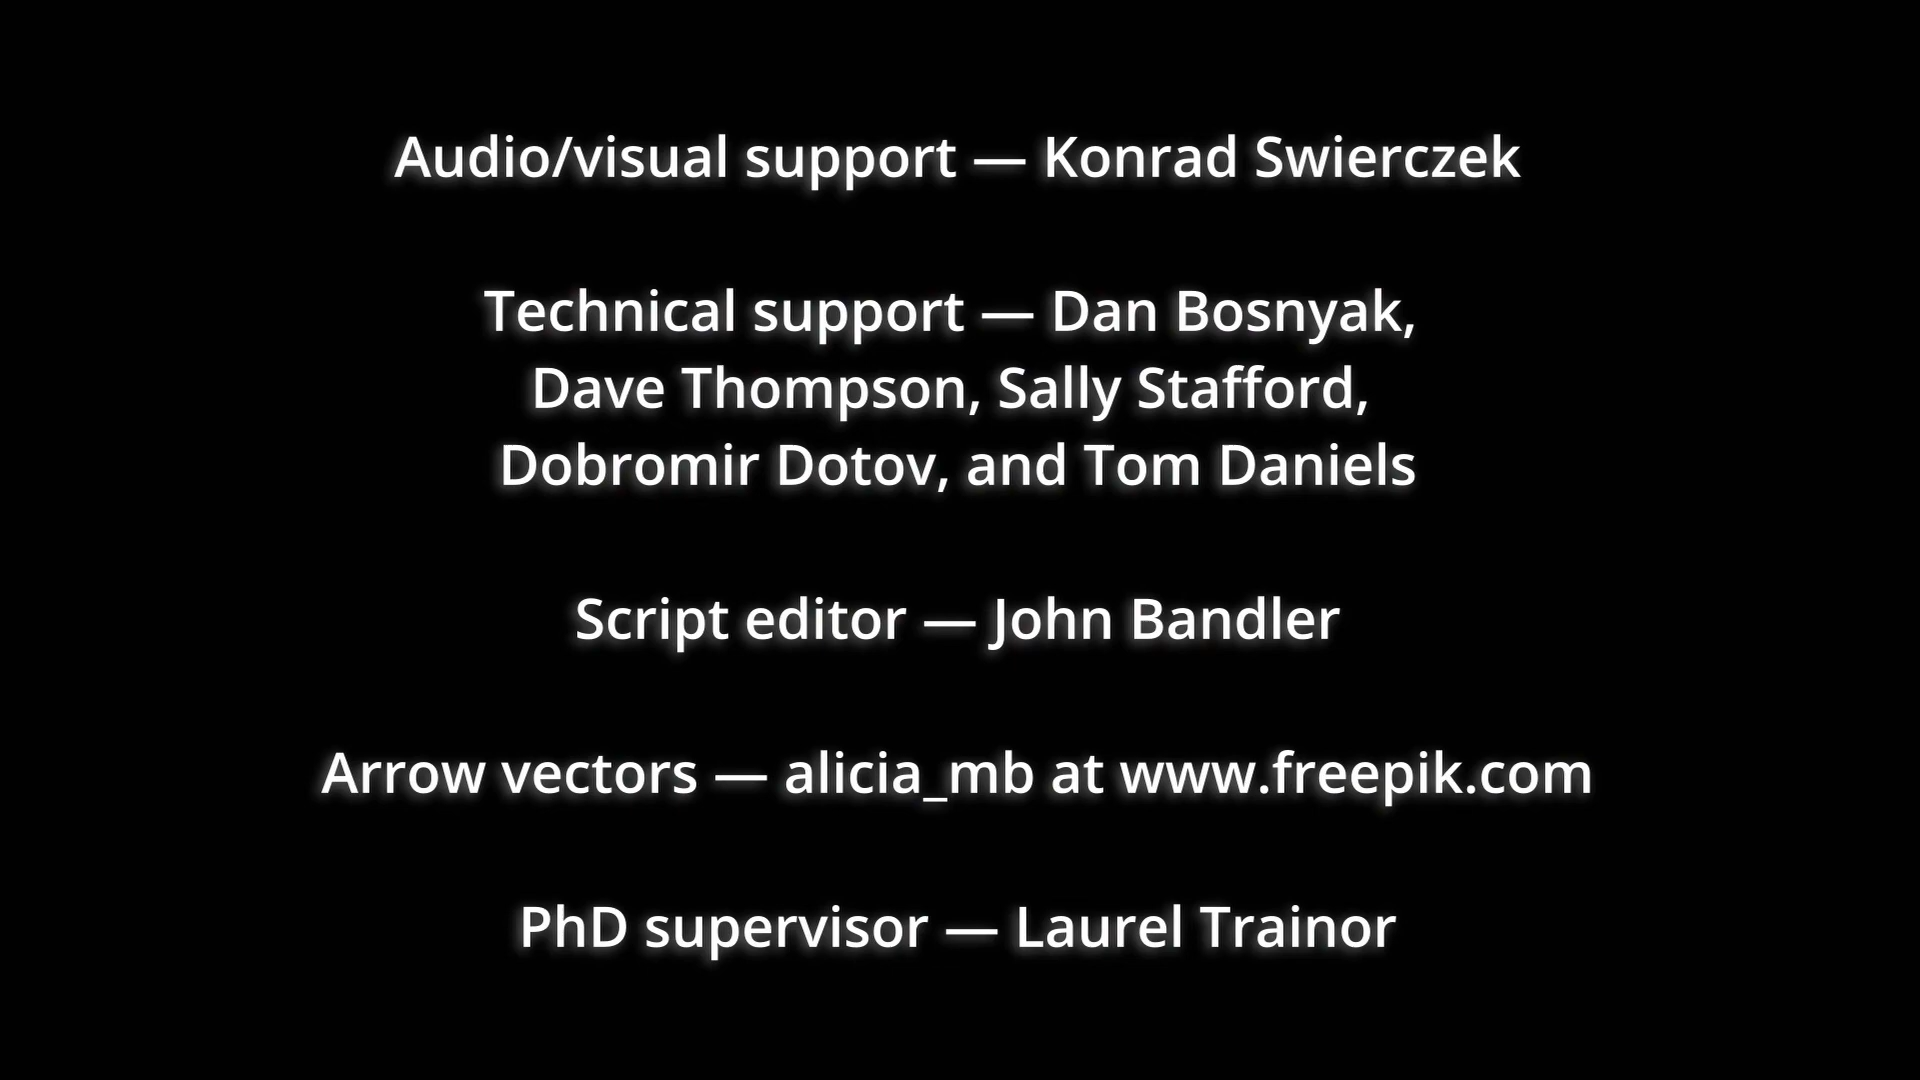 Audio/visual support — Konrad Swierczek
Technical support — Dan Bosnyak,
Dave Thompson, Sally Stafford,
Dobromir Dotov, and Tom Daniels
Script editor — John Bandler
Arrow vectors — alicia_mb at www.freepik.com
PhD supervisor — Laurel Trainor